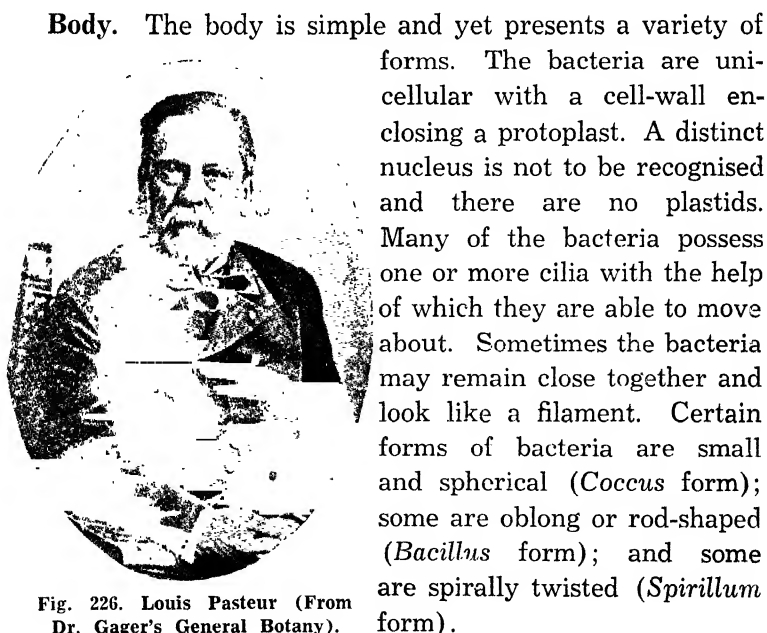 Body. The body is simple and yet presents a variety of
forms. The bacteria are uni-
cellular with a cell-wall en-
closing a protoplast. A distinct
nucleus is not to be recognised
and there are no plastids.
Many of the bacteria possess
one or more cilia with the help
of which they are able to move
about. Sometimes the bacteria
may remain close together and
look like a filament. Certain
forms of bacteria are small
and spherical (Coccus form);
some are oblong or rod-shaped
(Bacillus form); and some
are spirally twisted (Spirillum
form).
Fig. 226. Louis Pasteur (From
Dr. Gager's General Botany).